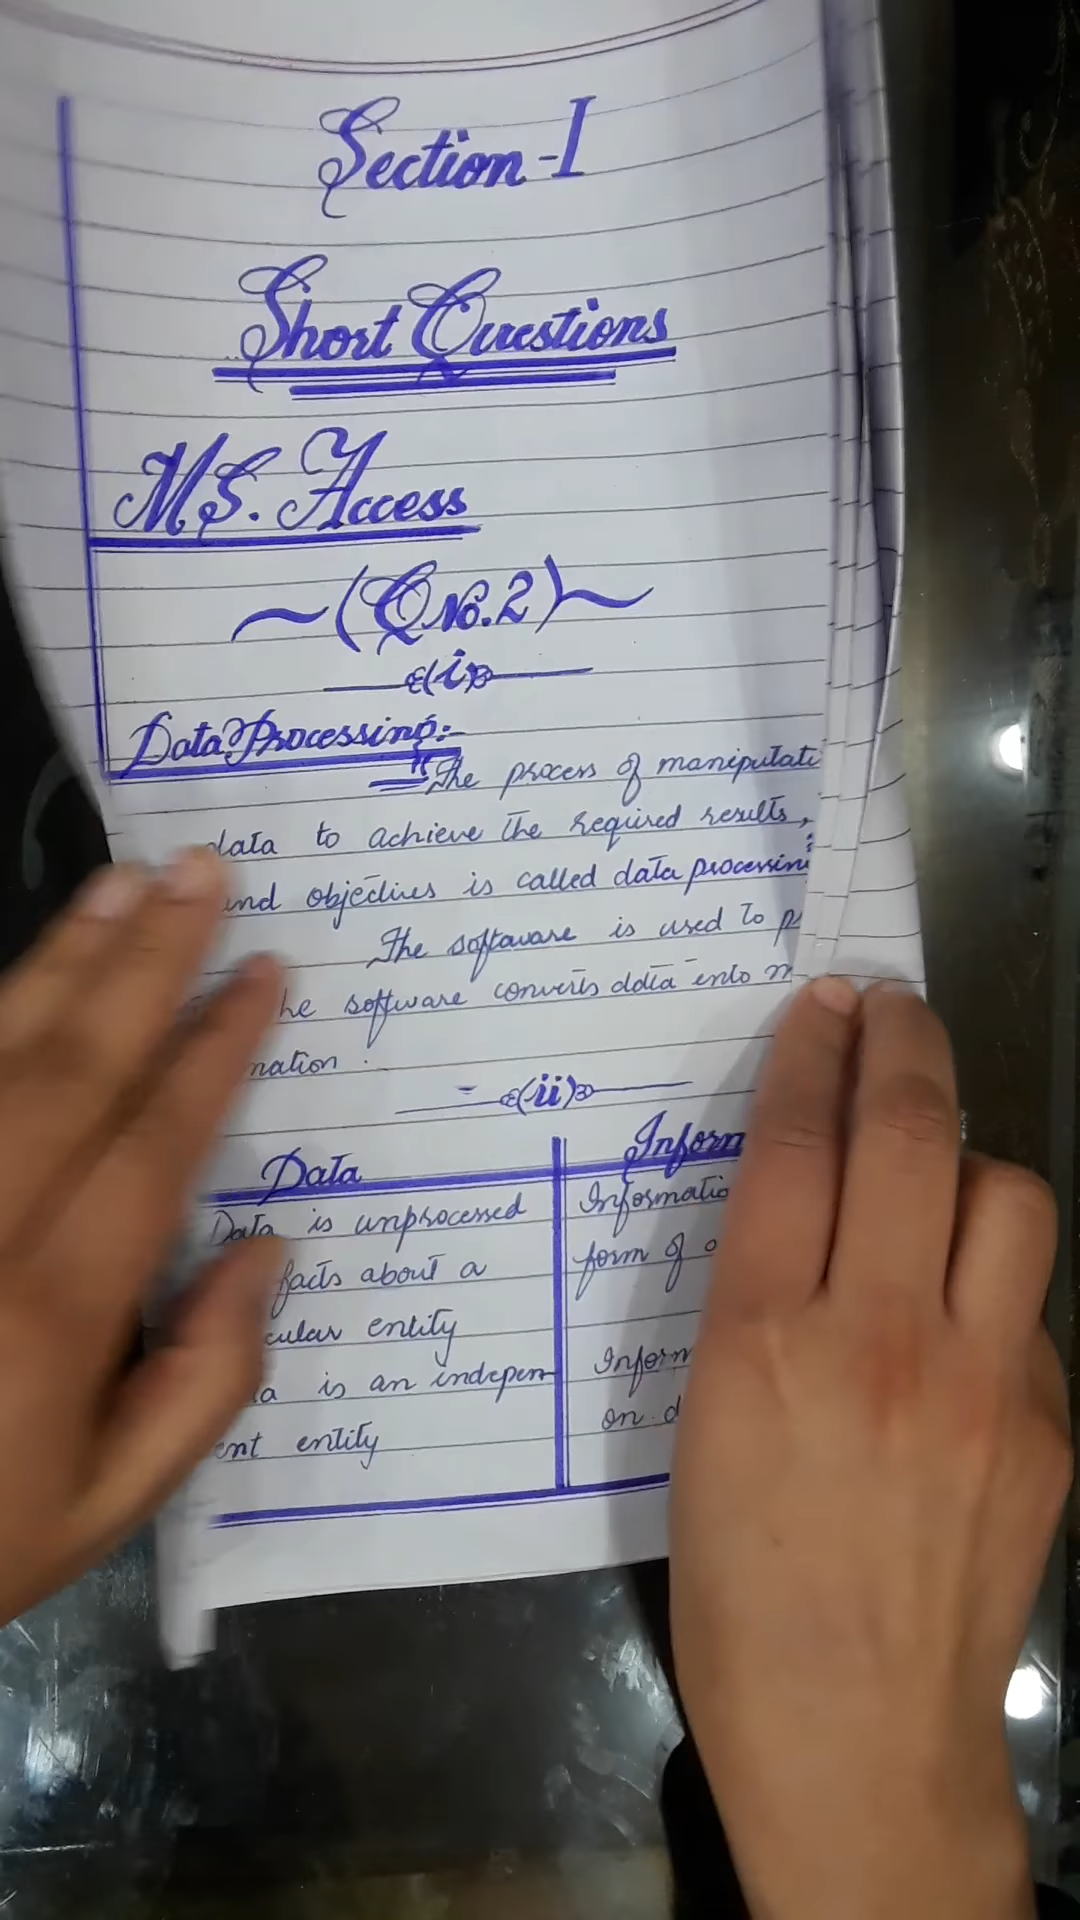 Section-I
Short Questions
MS. Access
(Q No. 2)
(i)
Data Processing:-
The process of manipulati
data to achieve the required results,
and objectives is called data processin
The software is used to p
he software converts data into m
mation.
(ii)
Data Inform
Data is unprocessed Informatio
facts about a form of
cular entity
a is an indepen Inform
ent entity on d